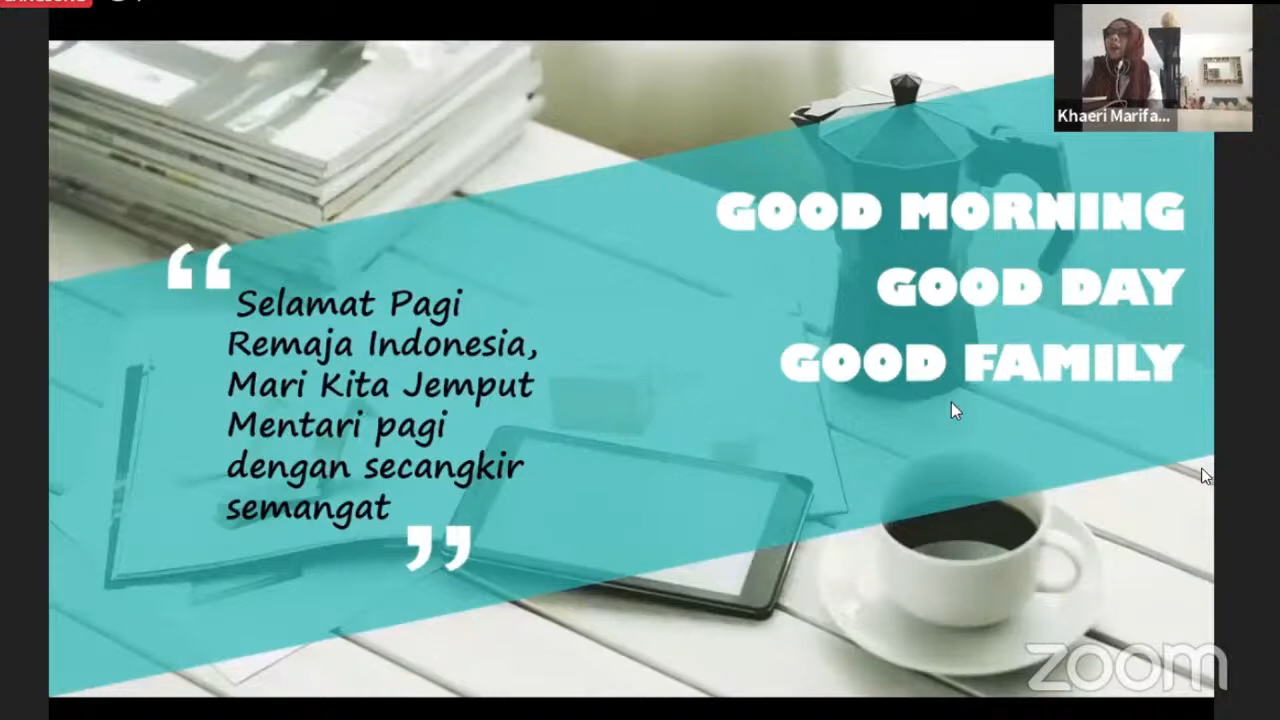 Khaeri Marifa...
GOOD MORNING
GOOD DAY
GOOD FAMILY
“
Selamat Pagi
Remaja Indonesia,
Mari Kita Jemput
Mentari pagi
dengan secangkir
semangat
”
zoom